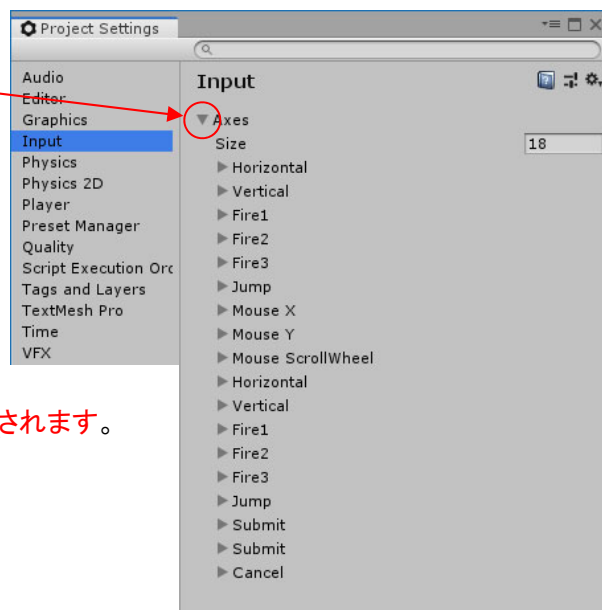 Project Settings
Audio
Editor
Graphics
Input
Physics
Physics 2D
Player
Preset Manager
Quality
Script Execution Orc
Tags and Layers
TextMesh Pro
Time
VFX
Input
Axes
Size 18
Horizontal
Vertical
Fire1
Fire2
Fire3
Jump
Mouse X
Mouse Y
Mouse ScrollWheel
Horizontal
Vertical
Fire1
Fire2
Fire3
Jump
Submit
Submit
Cancel
されます。